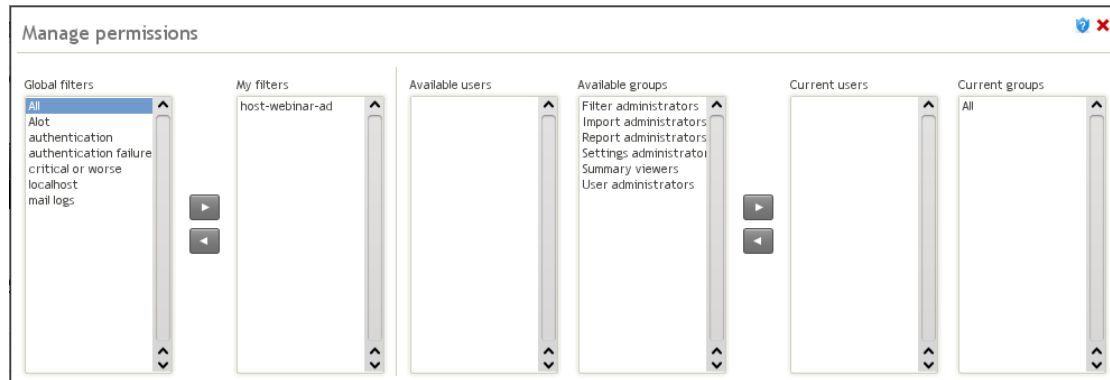 Manage permissions
Global filters
All
Alot
authentication
authentication failure
critical or worse
localhost
mail logs
My filters
host-webinar-ad
Available users
Available groups
Filter administrators
Import administrators
Report administrators
Settings administrator
Summary viewers
User administrators
Current users
Current groups
All